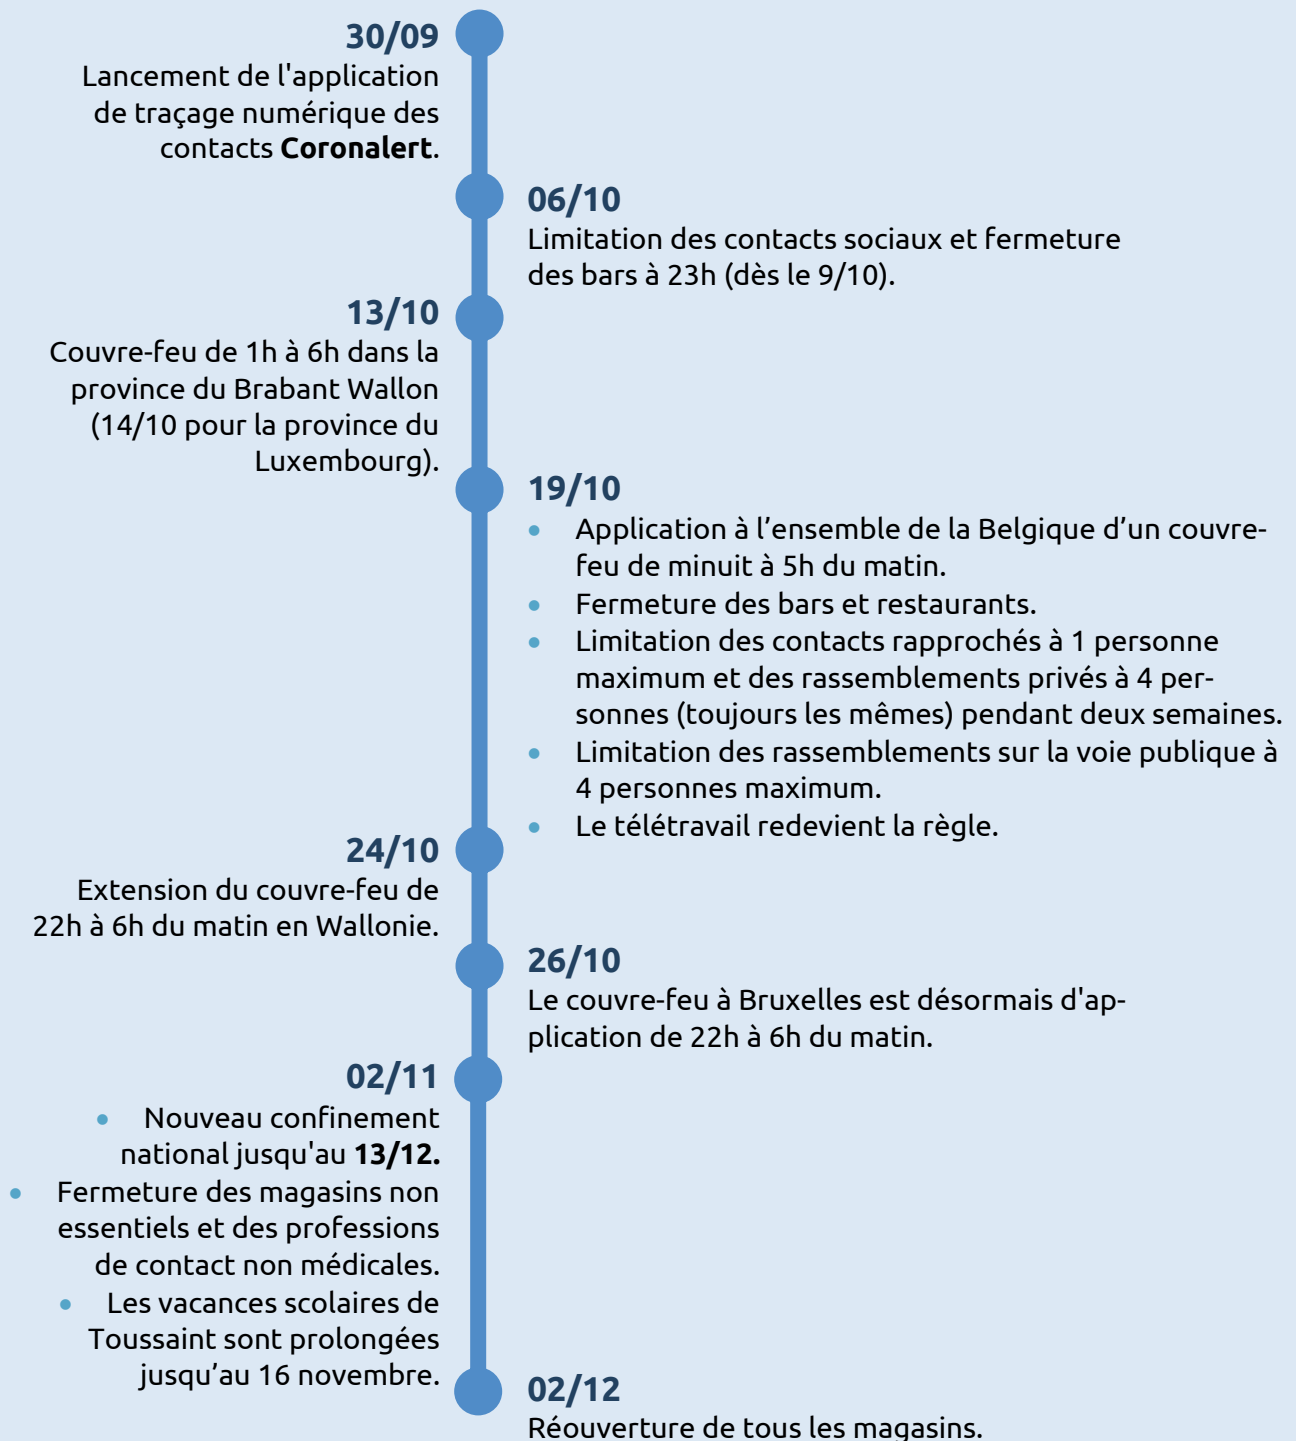 30/09
Lancement de l'application
de traçage numérique des
contacts Coronalert.
06/10
Limitation des contacts sociaux et fermeture
des bars à 23h (dès le 9/10).
13/10
Couvre-feu de 1h à 6h dans la
province du Brabant Wallon
(14/10 pour la province du
Luxembourg).
19/10
• Application à l’ensemble de la Belgique d’un couvre-
feu de minuit à 5h du matin.
• Fermeture des bars et restaurants.
• Limitation des contacts rapprochés à 1 personne
maximum et des rassemblements privés à 4 per-
sonnes (toujours les mêmes) pendant deux semaines.
• Limitation des rassemblements sur la voie publique à
4 personnes maximum.
• Le télétravail redevient la règle.
24/10
Extension du couvre-feu de
22h à 6h du matin en Wallonie.
26/10
Le couvre-feu à Bruxelles est désormais d'ap-
plication de 22h à 6h du matin.
02/11
• Nouveau confinement
national jusqu'au 13/12.
• Fermeture des magasins non
essentiels et des professions
de contact non médicales.
• Les vacances scolaires de
Toussaint sont prolongées
jusqu’au 16 novembre.
02/12
Réouverture de tous les magasins.